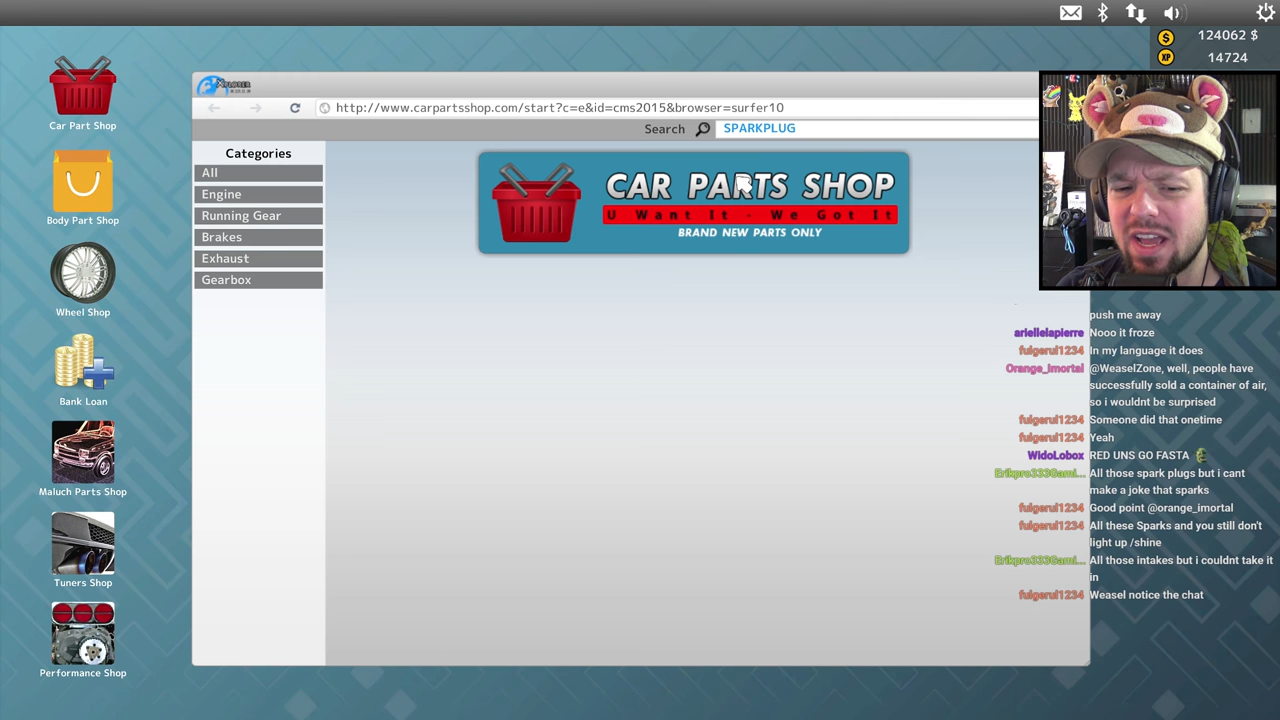 124062 $
XP
14724
Car Part Shop
Body Part Shop
Wheel Shop
Bank Loan
Maluch Parts Shop
Tuners Shop
Performance Shop
http://www.carpartsshop.com/start?c=e&id=cms2015&browser=surfer10
Search SPARKPLUG
Categories
All
Engine
Running Gear
Brakes
Exhaust
Gearbox
CAR PARTS SHOP
U Want It - We Got It
BRAND NEW PARTS ONLY
push me away
ariellelapierre Nooo it froze
fulgerul1234 In my language it does
Orange_Imortal @WeaselZone, well, people have
successfully sold a container of air,
so i wouldnt be surprised
fulgerul1234 Someone did that onetime
fulgerul1234 Yeah
WidoLobox RED UNS GO FASTA
Erikpro333Gami... All those spark plugs but i cant
make a joke that sparks
fulgerul1234 Good point @orange_imortal
fulgerul1234 All these Sparks and you still don't
light up /shine
Erikpro333Gami... All those intakes but i couldnt take it
in
fulgerul1234 Weasel notice the chat